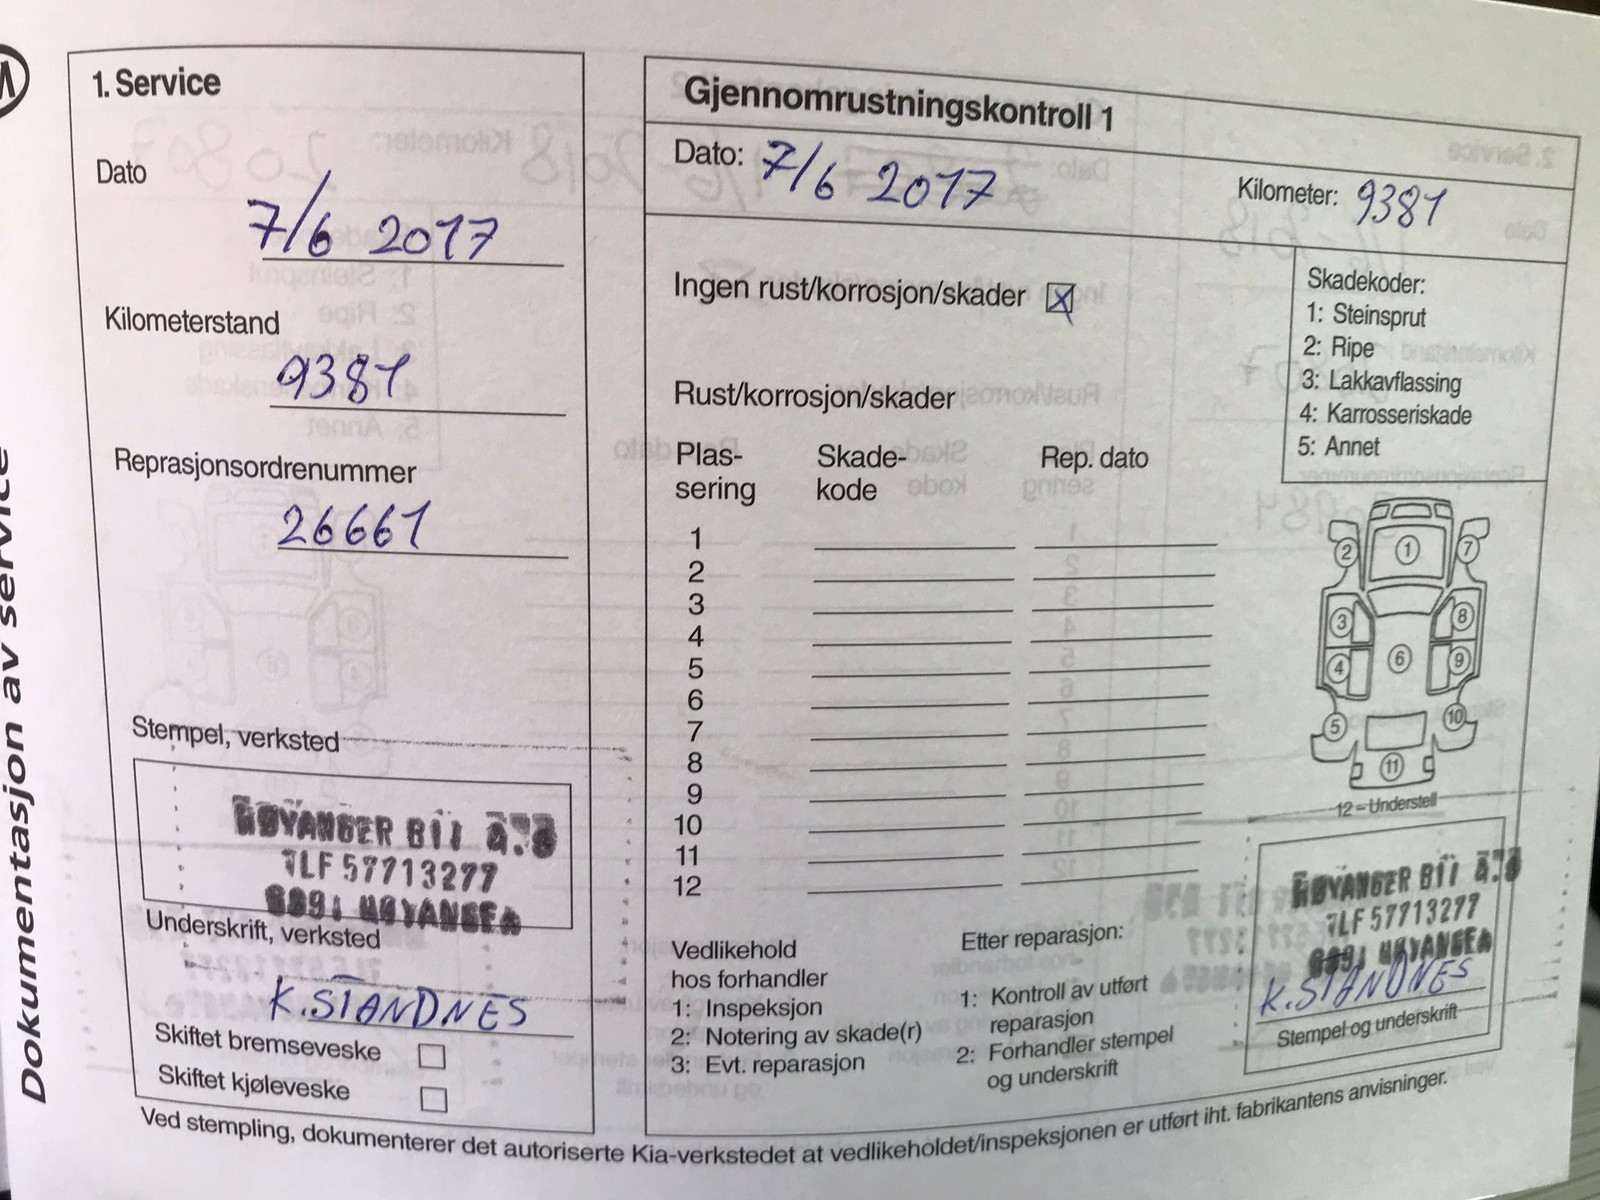 Dokumentasjon av service
1. Service
Dato
7/6 2017
Kilometerstand
9381
Reprasjonsordrenummer
26661
Stempel, verksted
HØYANGER BIL A.S
TLF 57713277
6991 HØYANGER
Underskrift, verksted
K. STANDNES
Skiftet bremseveske
Skiftet kjøleveske
Gjennomrustningskontroll 1
Dato: 7/6 2017
Kilometer: 9381
Ingen rust/korrosjon/skader X
Skadekoder:
1: Steinsprut
2: Ripe
3: Lakkavflassing
4: Karrosseriskade
5: Annet
Rust/korrosjon/skader
Plas- Skade- Rep. dato
sering kode
1
2
3
4
5
6
7
8
9
10
11
12
1
2
7
3
8
4
6
9
5
10
11
12 = Understell
Vedlikehold
hos forhandler
1: Inspeksjon
2: Notering av skade(r)
3: Evt. reparasjon
Etter reparasjon:
1: Kontroll av utført
reparasjon
2: Forhandler stempel
og underskrift
HØYANGER BIL A.S
TLF 57713277
6991 HØYANGER
K. STANDNES
Stempel og underskrift
Ved stempling, dokumenterer det autoriserte Kia-verkstedet at vedlikeholdet/inspeksjonen er utført iht. fabrikantens anvisninger.